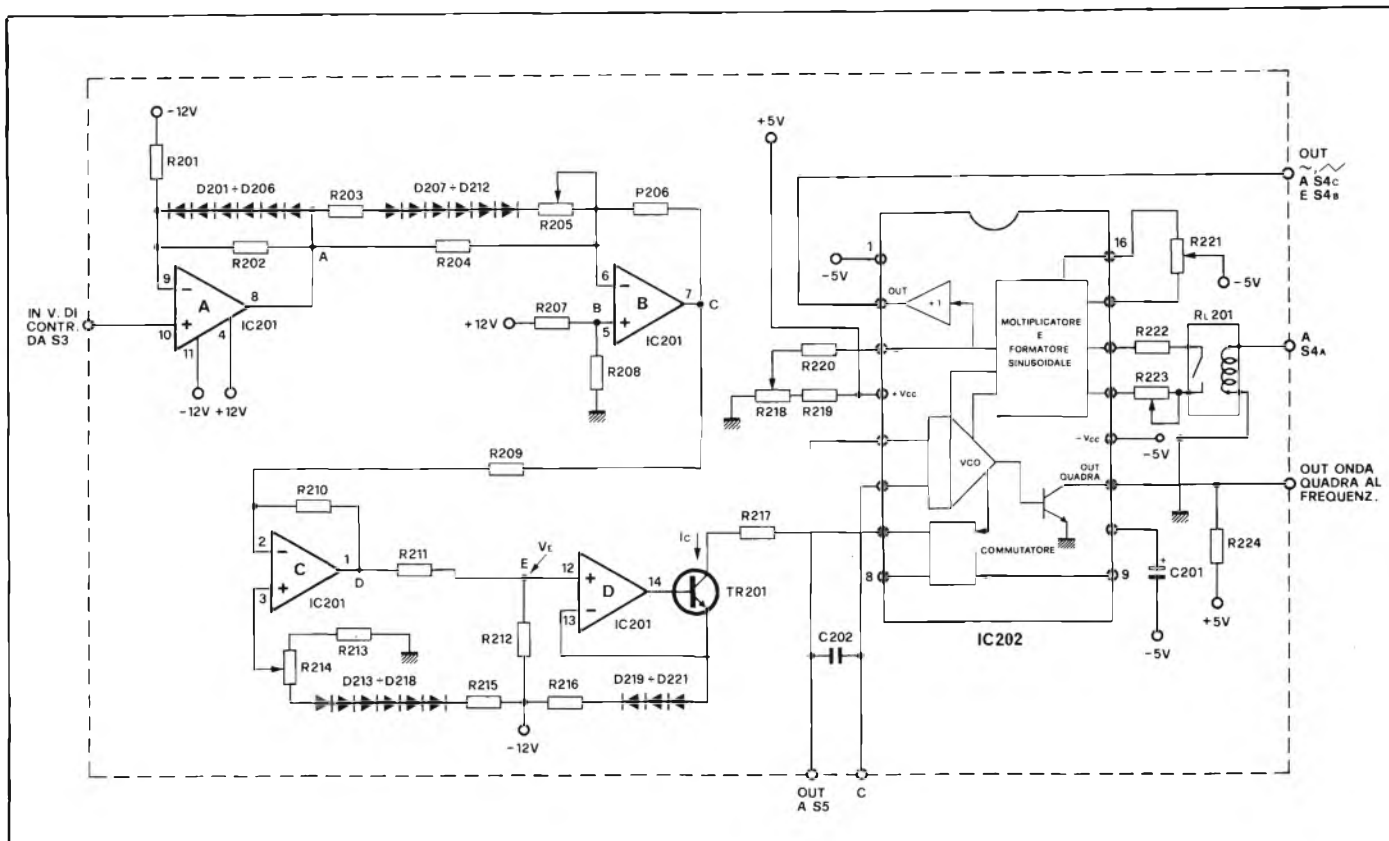 -12V
R201
D201÷D206
R203
D207÷D212
R205
P206
R202
A
R204
9
−
A
+
10
8
4
11
IC201
-12V +12V
IN V. DI
CONTR.
DA S3
6
−
B
+
5
7
C
IC201
+12V
R207
B
R208
R209
R210
2
−
C
+
3
1
D
IC201
R211
E
VE
12
+
D
−
13
14
IC201
IC
TR201
R217
R212
R213
R214
D213÷D218
R215
R216
D219÷D221
-12V
+5V
1
-5V
OUT
+1
MOLTIPLICATORE
E
FORMATORE
SINUSOIDALE
16
R221
-5V
R220
R218
R219
+Vcc
R222
R223
RL201
-Vcc
-5V
VCO
OUT
QUADRA
COMMUTATORE
8
9
IC202
C201
-5V
C202
R224
+5V
OUT
A S5
C
OUT
~,
A S4C
E S4B
A
S4A
OUT ONDA
QUADRA AL
FREQUENZ.